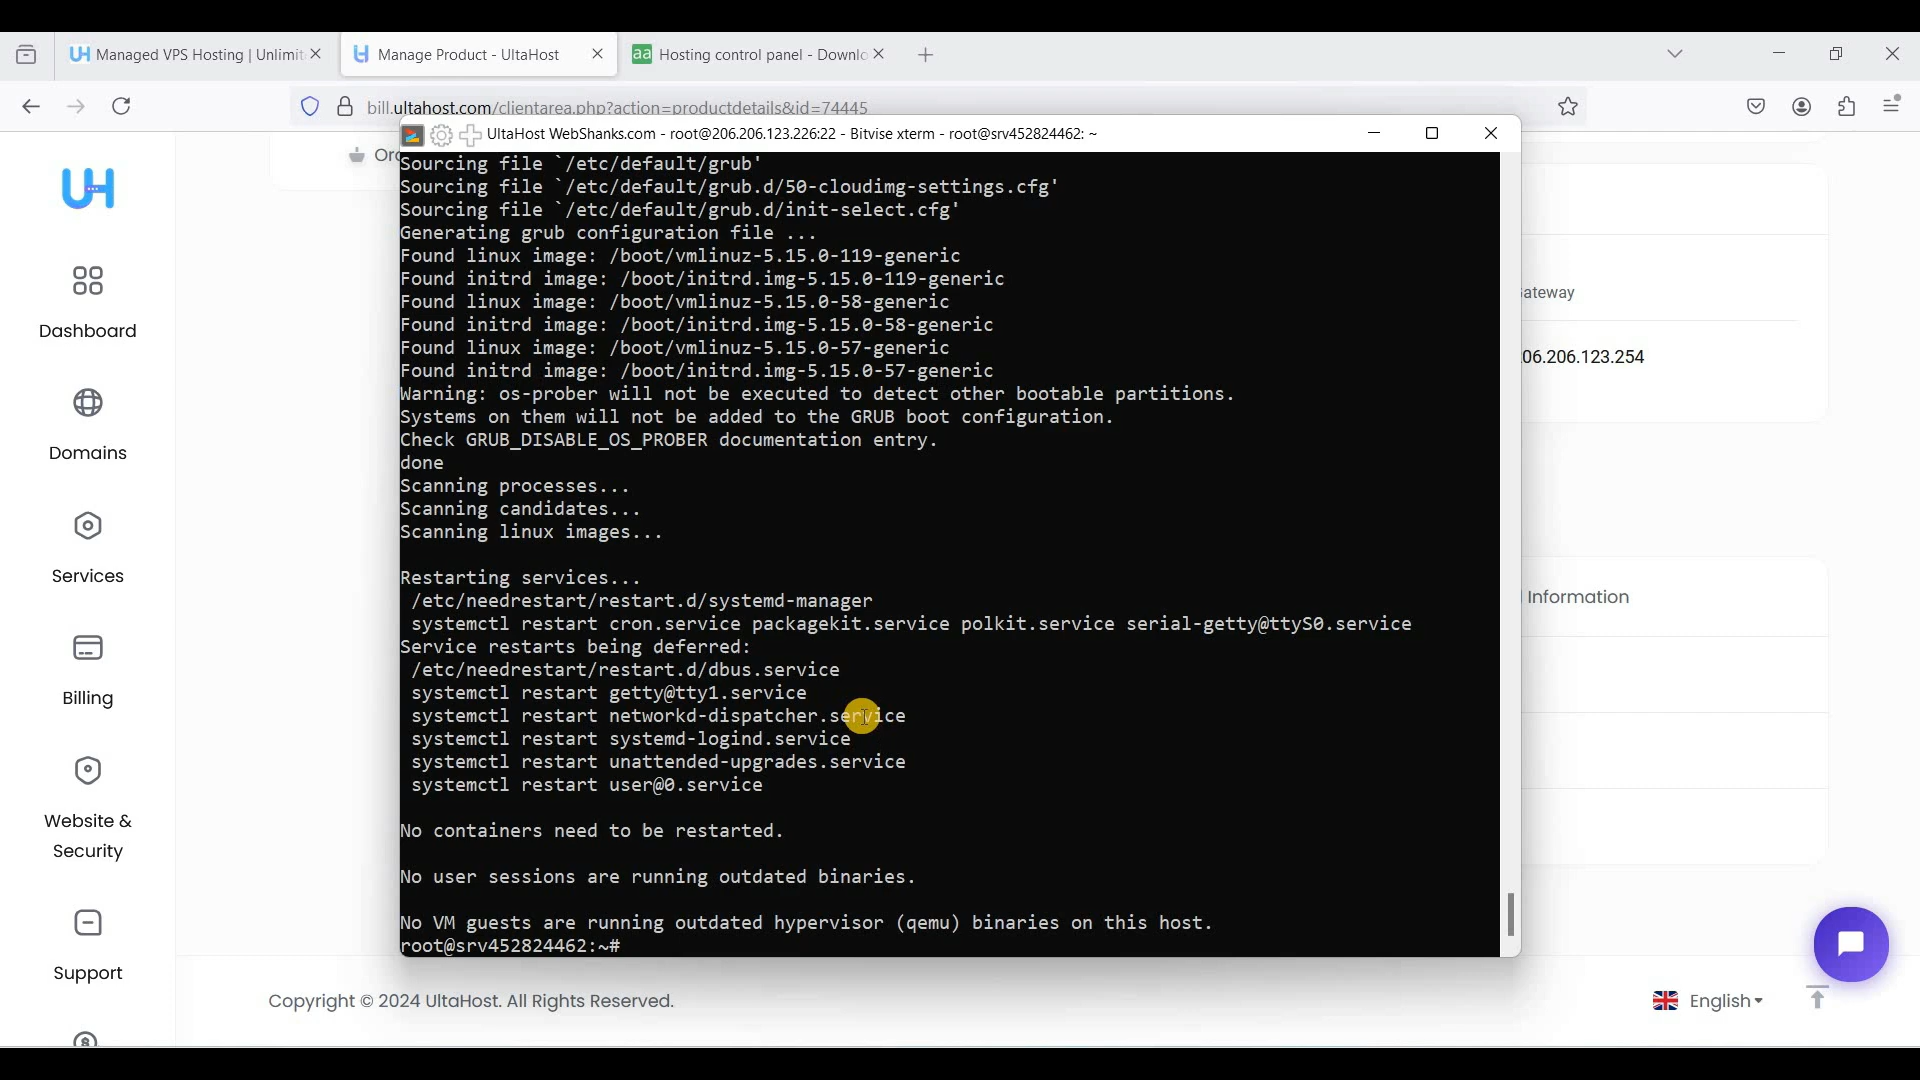 Managed VPS Hosting | Unlimit
Manage Product - UltaHost
aa
Hosting control panel - Downlo
bill.ultahost.com/clientarea.php?action=productdetails&id=74445
UltaHost WebShanks.com - root@206.206.123.226:22 - Bitvise xterm - root@srv452824462: ~
Sourcing file `/etc/default/grub'
Sourcing file `/etc/default/grub.d/50-cloudimg-settings.cfg'
Sourcing file `/etc/default/grub.d/init-select.cfg'
Generating grub configuration file ...
Found linux image: /boot/vmlinuz-5.15.0-119-generic
Found initrd image: /boot/initrd.img-5.15.0-119-generic
Found linux image: /boot/vmlinuz-5.15.0-58-generic
Found initrd image: /boot/initrd.img-5.15.0-58-generic
Found linux image: /boot/vmlinuz-5.15.0-57-generic
Found initrd image: /boot/initrd.img-5.15.0-57-generic
Warning: os-prober will not be executed to detect other bootable partitions.
Systems on them will not be added to the GRUB boot configuration.
Check GRUB_DISABLE_OS_PROBER documentation entry.
done
Scanning processes...
Scanning candidates...
Scanning linux images...
Restarting services...
/etc/needrestart/restart.d/systemd-manager
systemctl restart cron.service packagekit.service polkit.service serial-getty@ttyS0.service
Service restarts being deferred:
/etc/needrestart/restart.d/dbus.service
systemctl restart getty@tty1.service
systemctl restart networkd-dispatcher.service
systemctl restart systemd-logind.service
systemctl restart unattended-upgrades.service
systemctl restart user@0.service
No containers need to be restarted.
No user sessions are running outdated binaries.
No VM guests are running outdated hypervisor (qemu) binaries on this host.
root@srv452824462:~#
UH
Dashboard
Domains
Services
Billing
Website &
Security
Support
Orc
ateway
06.206.123.254
Information
Copyright © 2024 UltaHost. All Rights Reserved.
English